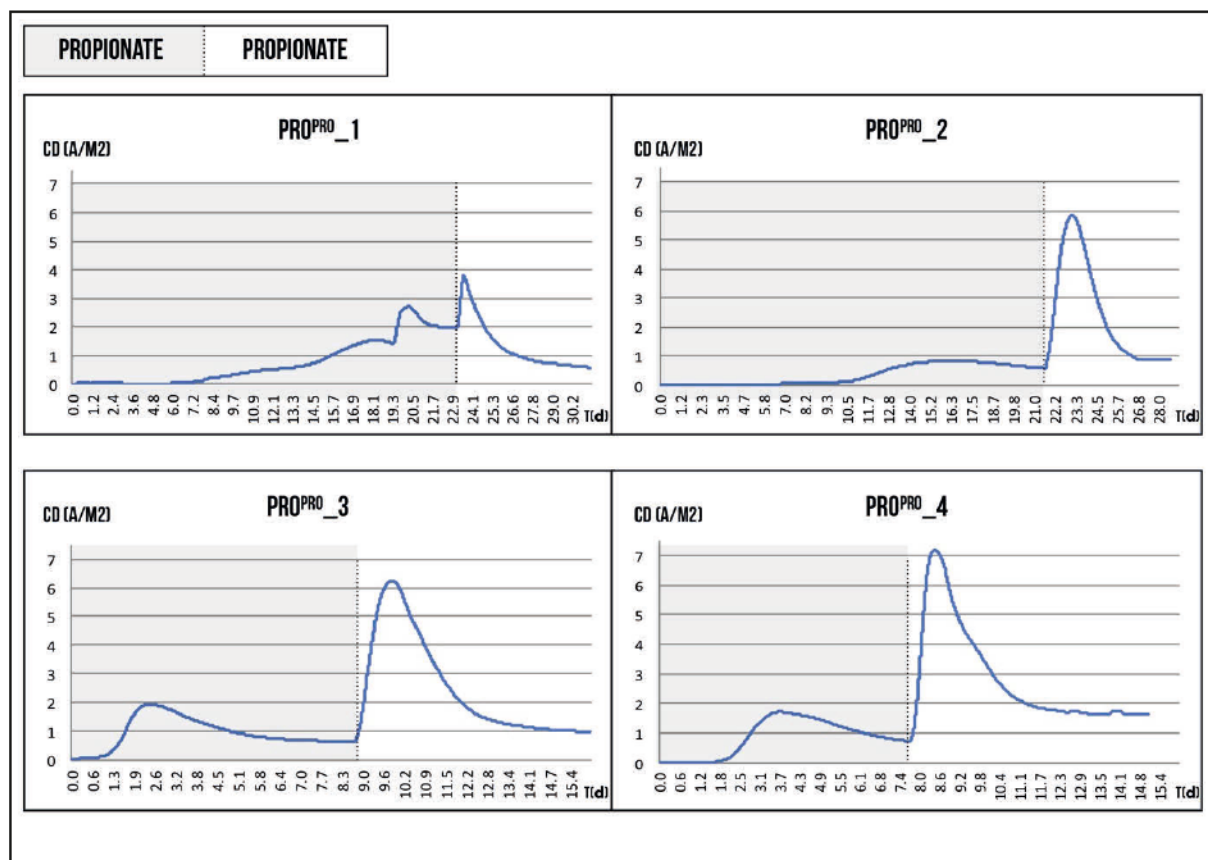 PROPIONATE PROPIONATE
PROᴾᴿᴼ_1
CD (A/M2)
7
6
5
4
3
2
1
0
0.0 1.2 2.4 3.6 4.8 6.0 7.2 8.4 9.7 10.9 12.1 13.3 14.5 15.7 16.9 18.1 19.3 20.5 21.7 22.9 24.1 25.3 26.6 27.8 29.0 30.2 T(d)
PROᴾᴿᴼ_2
CD (A/M2)
7
6
5
4
3
2
1
0
0.0 1.2 2.3 3.5 4.7 5.8 7.0 8.2 9.3 10.5 11.7 12.8 14.0 15.2 16.3 17.5 18.7 19.8 21.0 22.2 23.3 24.5 25.7 26.8 28.0 T(d)
PROᴾᴿᴼ_3
CD (A/M2)
7
6
5
4
3
2
1
0
0.0 0.6 1.3 1.9 2.6 3.2 3.8 4.5 5.1 5.8 6.4 7.0 7.7 8.3 9.0 9.6 10.2 10.9 11.5 12.2 12.8 13.4 14.1 14.7 15.4 T(d)
PROᴾᴿᴼ_4
CD (A/M2)
7
6
5
4
3
2
1
0
0.0 0.6 1.2 1.8 2.5 3.1 3.7 4.3 4.9 5.5 6.1 6.8 7.4 8.0 8.6 9.2 9.8 10.4 11.1 11.7 12.3 12.9 13.5 14.1 14.8 15.4 T(d)